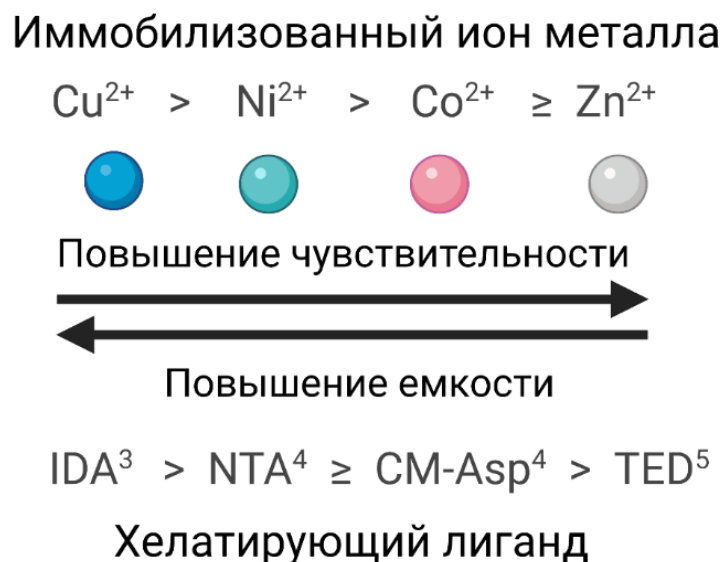 Иммобилизованный ион металла
Cu²⁺ > Ni²⁺ > Co²⁺ ≥ Zn²⁺
Повышение чувствительности
Повышение емкости
IDA³ > NTA⁴ ≥ CM-Asp⁴ > TED⁵
Хелатирующий лиганд